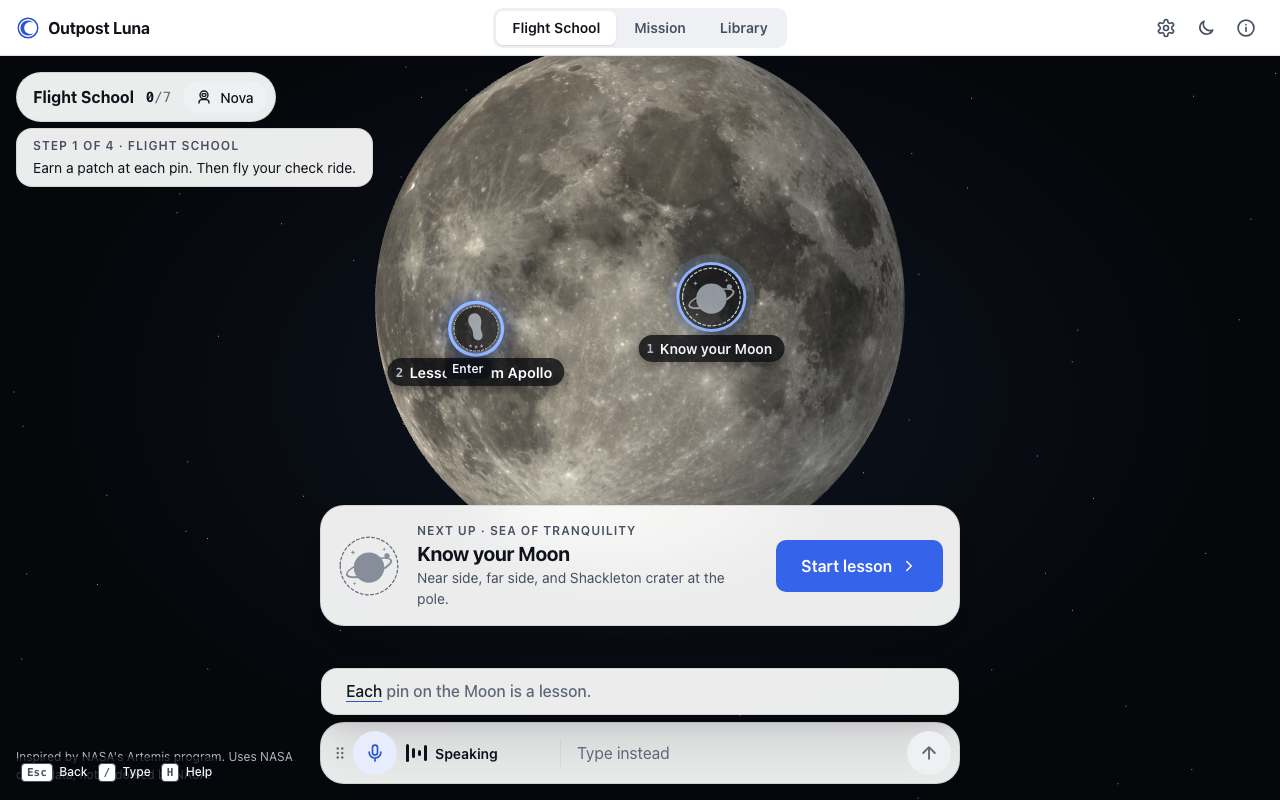 Outpost Luna
Flight School
Mission
Library
Flight School 0/7 Nova
STEP 1 OF 4 · FLIGHT SCHOOL
Earn a patch at each pin. Then fly your check ride.
1 Know your Moon
2 Lesso m Apollo
Enter
NEXT UP · SEA OF TRANQUILITY
Know your Moon
Near side, far side, and Shackleton crater at the
pole.
Start lesson
Each pin on the Moon is a lesson.
Speaking
Type instead
Inspired by NASA's Artemis program. Uses NASA
Esc Back / Type H Help